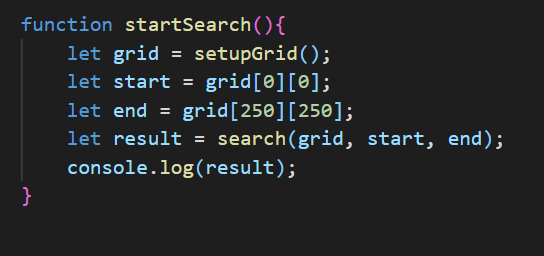 function startSearch(){
    let grid = setupGrid();
    let start = grid[0][0];
    let end = grid[250][250];
    let result = search(grid, start, end);
    console.log(result);
}